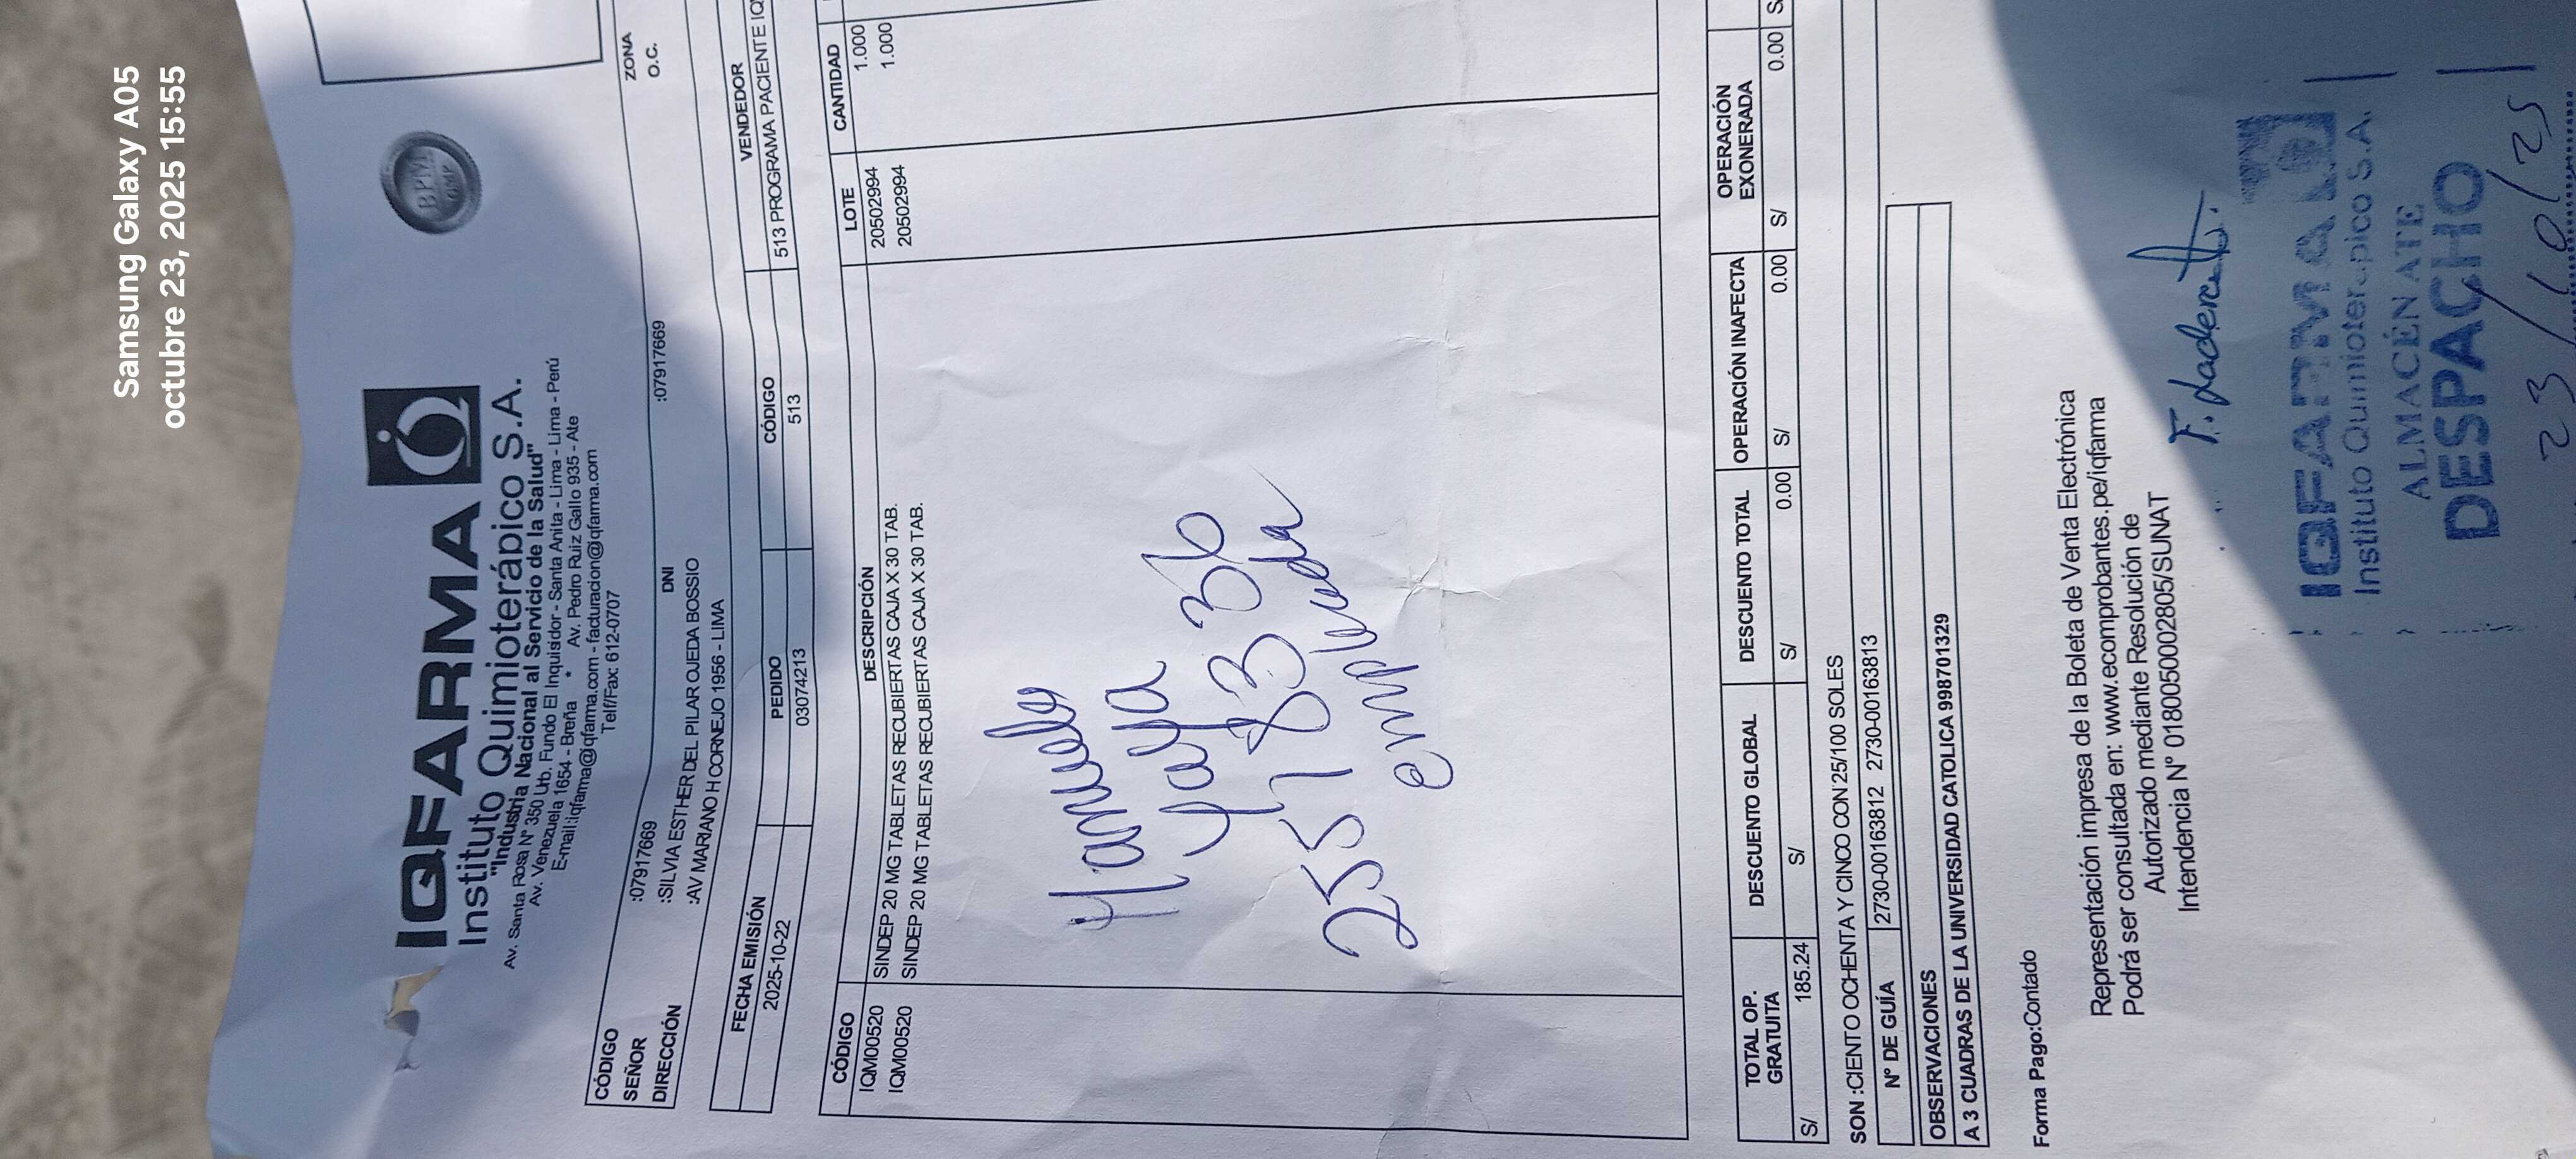 Samsung Galaxy A05
octubre 23, 2025 15:55
IQFARMA
Instituto Quimioterápico S.A.
"Industria Nacional al Servicio de la Salud"
Av. Santa Rosa N° 350 Urb. Fundo El Inquisidor - Santa Anita - Lima - Lima - Perú
Av. Venezuela 1654 - Breña • Av. Pedro Ruiz Gallo 935 - Ate
E-mail:iqfarma@iqfarma.com - facturacion@iqfarma.com
Telf/Fax: 612-0707
BPM
CÓDIGO :07917669 DNI :07917669 ZONA
SEÑOR :SILVIA ESTHER DEL PILAR OJEDA BOSSIO O.C.
DIRECCIÓN :AV MARIANO H CORNEJO 1956 - LIMA
FECHA EMISIÓN PEDIDO CÓDIGO VENDEDOR
2025-10-22 03074213 513 513 PROGRAMA PACIENTE
CÓDIGO DESCRIPCIÓN LOTE CANTIDAD
IQM00520 SINDEP 20 MG TABLETAS RECUBIERTAS CAJA X 30 TAB. 20502994 1.000
IQM00520 SINDEP 20 MG TABLETAS RECUBIERTAS CAJA X 30 TAB. 20502994 1.000
Yaya
empleada
TOTAL OP. GRATUITA DESCUENTO GLOBAL DESCUENTO TOTAL OPERACIÓN INAFECTA OPERACIÓN EXONERADA
S/ 185.24 S/ S/ 0.00 S/ 0.00 S/ 0.00
SON :CIENTO OCHENTA Y CINCO CON 25/100 SOLES
N° DE GUÍA 2730-00163812 2730-00163813
OBSERVACIONES
A 3 CUADRAS DE LA UNIVERSIDAD CATOLICA 998701329
Forma Pago:Contado
Representación impresa de la Boleta de Venta Electrónica
Podrá ser consultada en: www.ecomprobantes.pe/iqfarma
Autorizado mediante Resolución de
Intendencia N° 0180050002805/SUNAT
IQFARMA
Instituto Quimioterápico S.A.
ALMACÉN ATE
DESPACHO
23/10/25